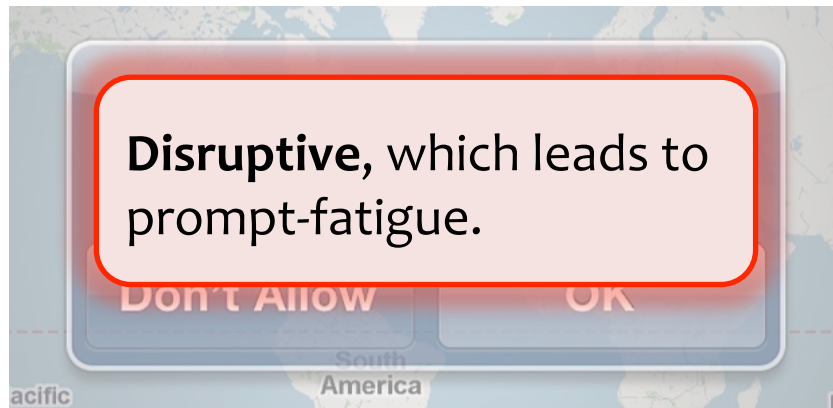 Disruptive, which leads to
prompt-fatigue.
Don't Allow
OK
South
America
acific